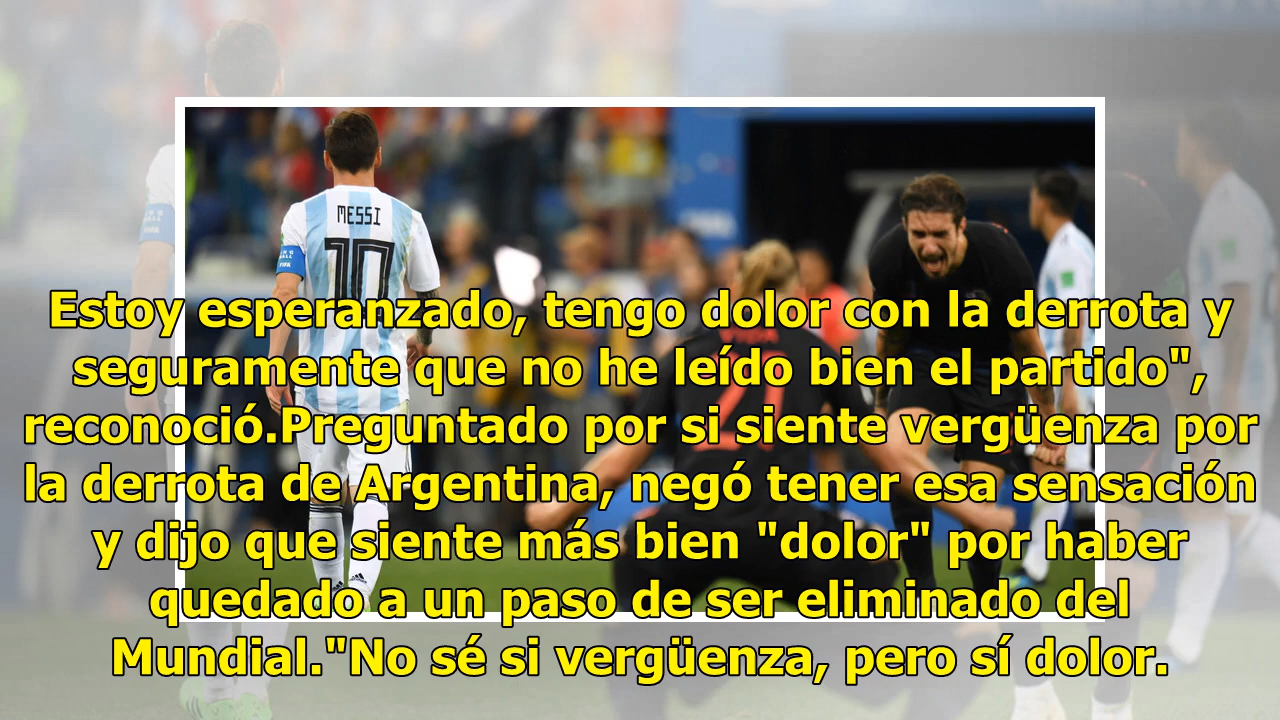 MESSI
10
Estoy esperanzado, tengo dolor con la derrota y
seguramente que no he leído bien el partido",
reconoció.Preguntado por si siente vergüenza por
la derrota de Argentina, negó tener esa sensación
y dijo que siente más bien "dolor" por haber
quedado a un paso de ser eliminado del
Mundial."No sé si vergüenza, pero sí dolor.